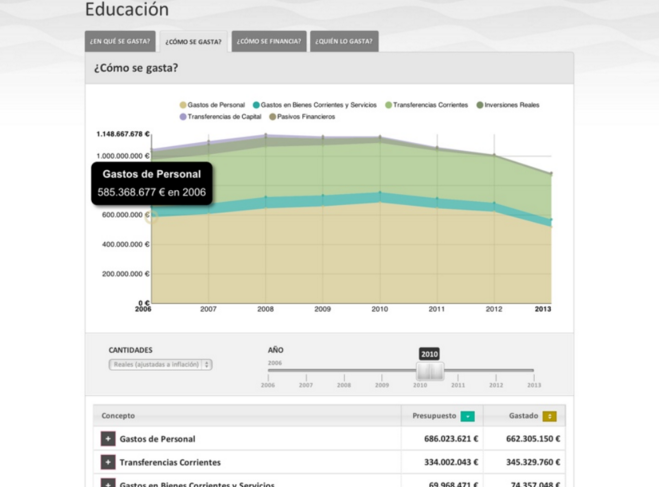 Educación
¿EN QUÉ SE GASTA? ¿CÓMO SE GASTA? ¿CÓMO SE FINANCIA? ¿QUIÉN LO GASTA?
¿Cómo se gasta?
Gastos de Personal Gastos en Bienes Corrientes y Servicios Transferencias Corrientes Inversiones Reales
Transferencias de Capital Pasivos Financieros
1.148.667.678 €
1.000.000.000 €
Gastos de Personal
585.368.677 € en 2006
600.000.000 €
400.000.000 €
200.000.000 €
0 €
2006 2007 2008 2009 2010 2011 2012 2013
CANTIDADES AÑO 2010
Reales (ajustadas a inflación) 2006
2006 2007 2008 2009 2010 2011 2012 2013
Concepto Presupuesto Gastado
+ Gastos de Personal 686.023.621 € 662.305.150 €
+ Transferencias Corrientes 334.002.043 € 345.329.760 €
+ Gastos en Bienes Corrientes y Servicios 69.968.471 € 74.357.048 €